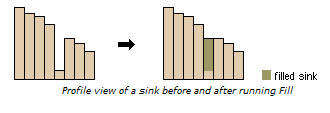 filled sink
Profile view of a sink before and after running Fill